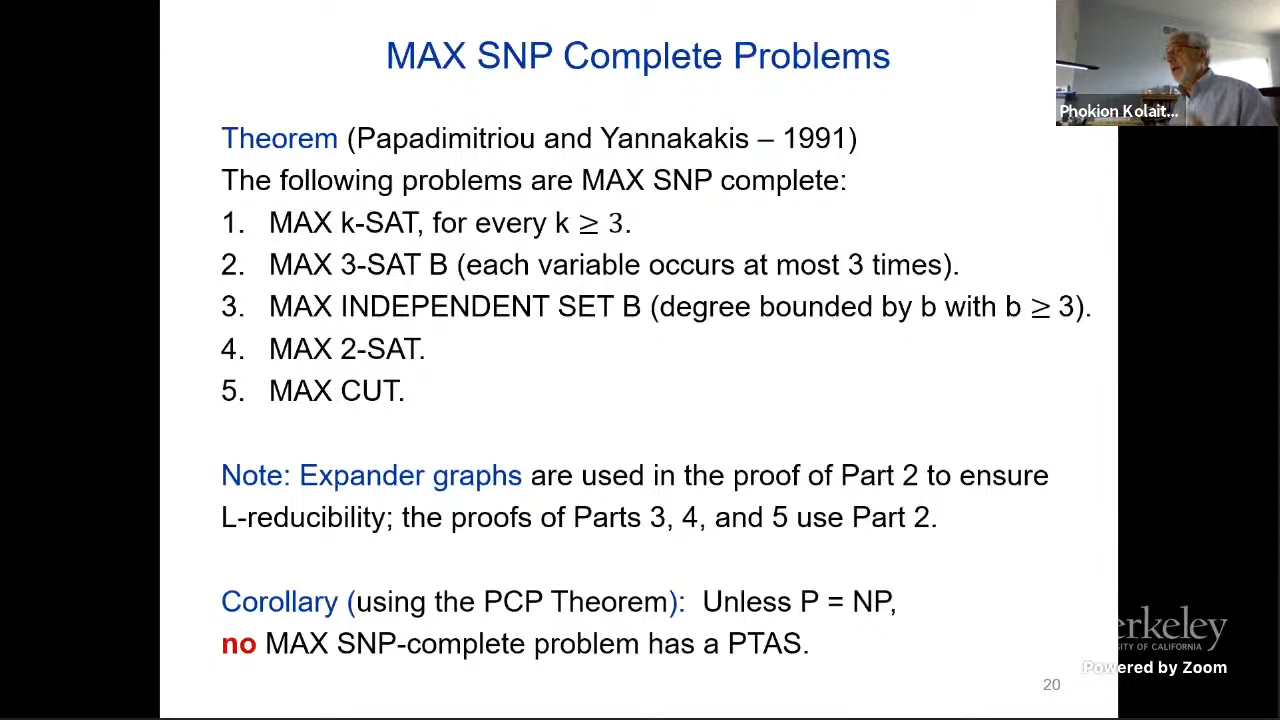 MAX SNP Complete Problems
Phokion Kolait...
Theorem (Papadimitriou and Yannakakis – 1991)
The following problems are MAX SNP complete:
1. MAX k-SAT, for every k ≥ 3.
2. MAX 3-SAT B (each variable occurs at most 3 times).
3. MAX INDEPENDENT SET B (degree bounded by b with b ≥ 3).
4. MAX 2-SAT.
5. MAX CUT.
Note: Expander graphs are used in the proof of Part 2 to ensure
L-reducibility; the proofs of Parts 3, 4, and 5 use Part 2.
Corollary (using the PCP Theorem): Unless P = NP,
no MAX SNP-complete problem has a PTAS.
erkeley
OF CALIFORNIA
Powered by Zoom
20